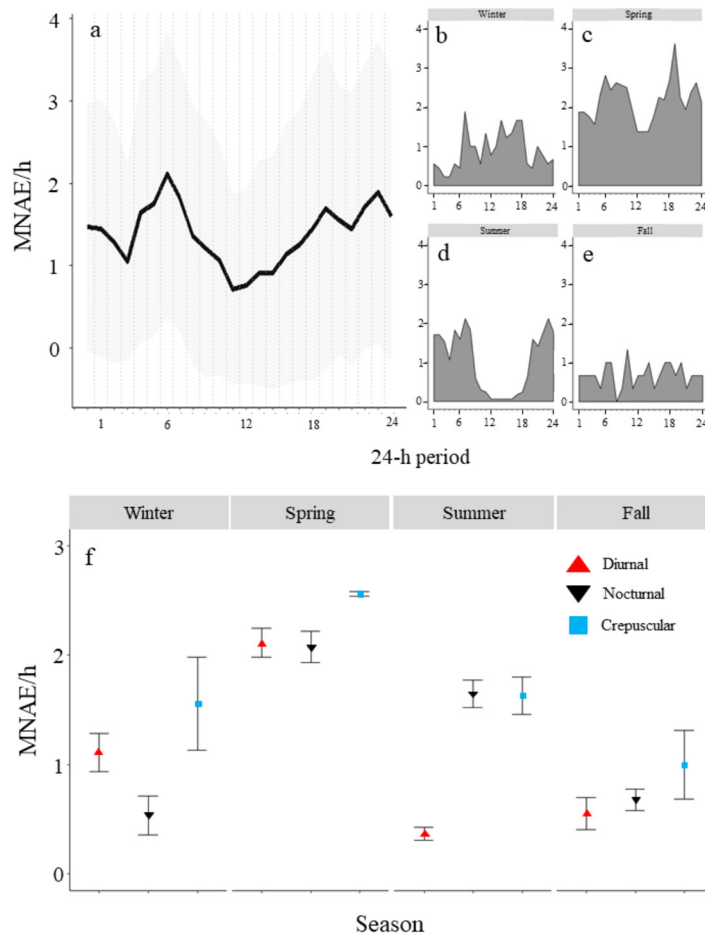 a
MNAE/h
4
3
2
1
0
1 6 18 24
24-h period
Winter
b
4
3
2
1
0
1 6 12 18 24
Spring
c
4
3
2
1
0
1 6 12 18 24
Summer
d
4
3
2
1
0
1 6 12 18 24
Fall
e
4
3
2
1
0
1 6 12 18 24
Winter Spring Summer Fall
f
MNAE/h
3
2
1
0
Diurnal
Nocturnal
Crepuscular
Season